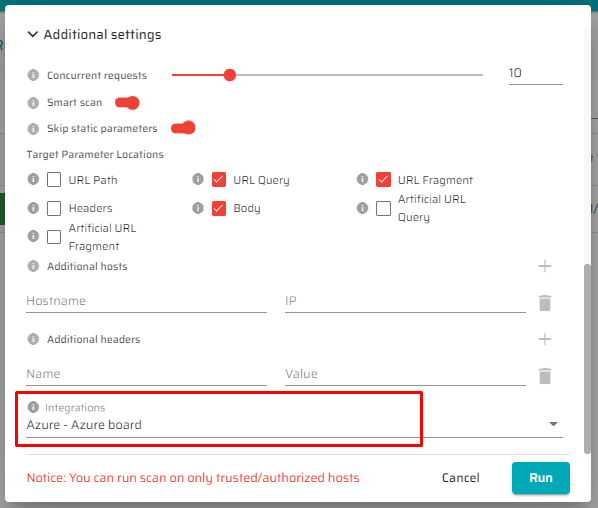 Additional settings
Concurrent requests 10
Smart scan
Skip static parameters
Target Parameter Locations
URL Path URL Query URL Fragment
Headers Body Artificial URL Query
Artificial URL Fragment
Additional hosts
Hostname IP
Additional headers
Name Value
Integrations
Azure - Azure board
Notice: You can run scan on only trusted/authorized hosts Cancel Run